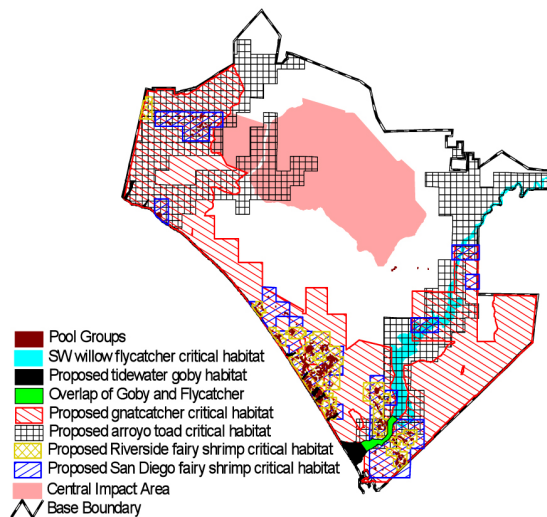 Pool Groups
SW willow flycatcher critical habitat
Proposed tidewater goby habitat
Overlap of Goby and Flycatcher
Proposed gnatcatcher critical habitat
Proposed arroyo toad critical habitat
Proposed Riverside fairy shrimp critical habitat
Proposed San Diego fairy shrimp critical habitat
Central Impact Area
Base Boundary